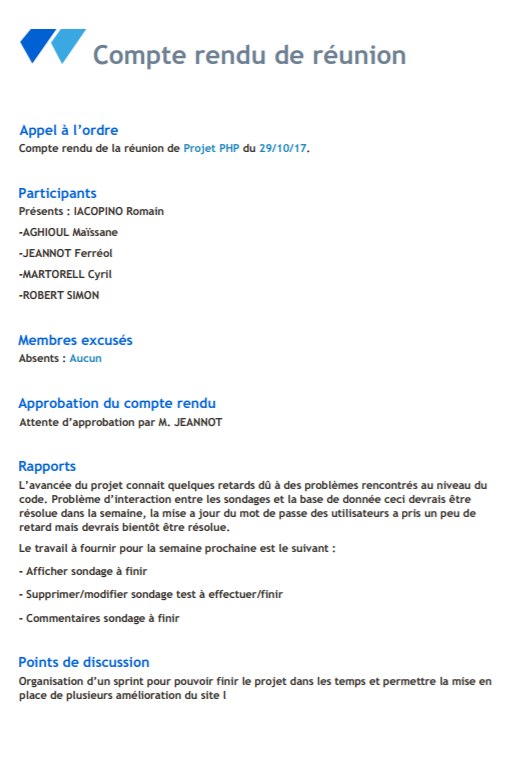 Compte rendu de réunion
Appel à l’ordre
Compte rendu de la réunion de Projet PHP du 29/10/17.
Participants
Présents : IACOPINO Romain
-AGHIOUL Maïssane
-JEANNOT Ferréol
-MARTORELL Cyril
-ROBERT SIMON
Membres excusés
Absents : Aucun
Approbation du compte rendu
Attente d’approbation par M. JEANNOT
Rapports
L’avancée du projet connait quelques retards dû à des problèmes rencontrés au niveau du
code. Problème d’interaction entre les sondages et la base de donnée ceci devrais être
résolue dans la semaine, la mise a jour du mot de passe des utilisateurs a pris un peu de
retard mais devrais bientôt être résolue.
Le travail à fournir pour la semaine prochaine est le suivant :
- Afficher sondage à finir
- Supprimer/modifier sondage test à effectuer/finir
- Commentaires sondage à finir
Points de discussion
Organisation d’un sprint pour pouvoir finir le projet dans les temps et permettre la mise en
place de plusieurs amélioration du site l